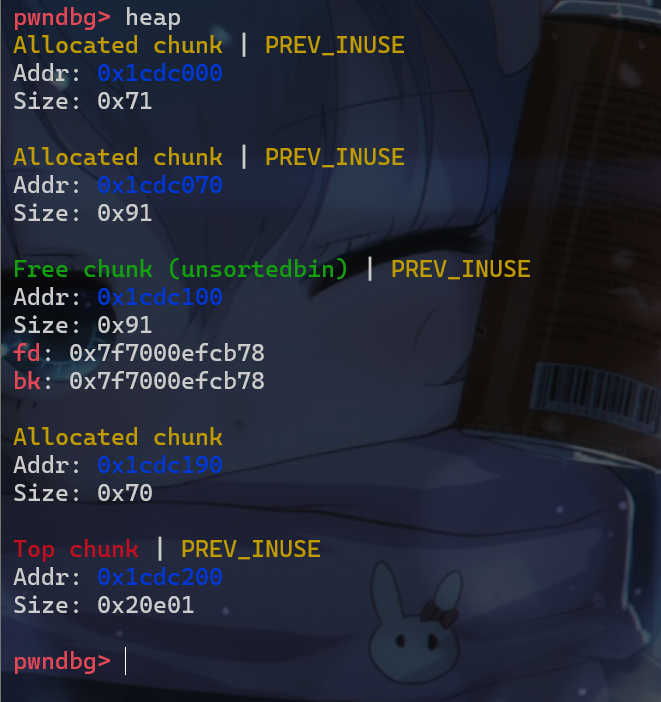 pwndbg> heap
Allocated chunk | PREV_INUSE
Addr: 0x1cdc000
Size: 0x71
Allocated chunk | PREV_INUSE
Addr: 0x1cdc070
Size: 0x91
Free chunk (unsortedbin) | PREV_INUSE
Addr: 0x1cdc100
Size: 0x91
fd: 0x7f7000efcb78
bk: 0x7f7000efcb78
Allocated chunk
Addr: 0x1cdc190
Size: 0x70
Top chunk | PREV_INUSE
Addr: 0x1cdc200
Size: 0x20e01
pwndbg>